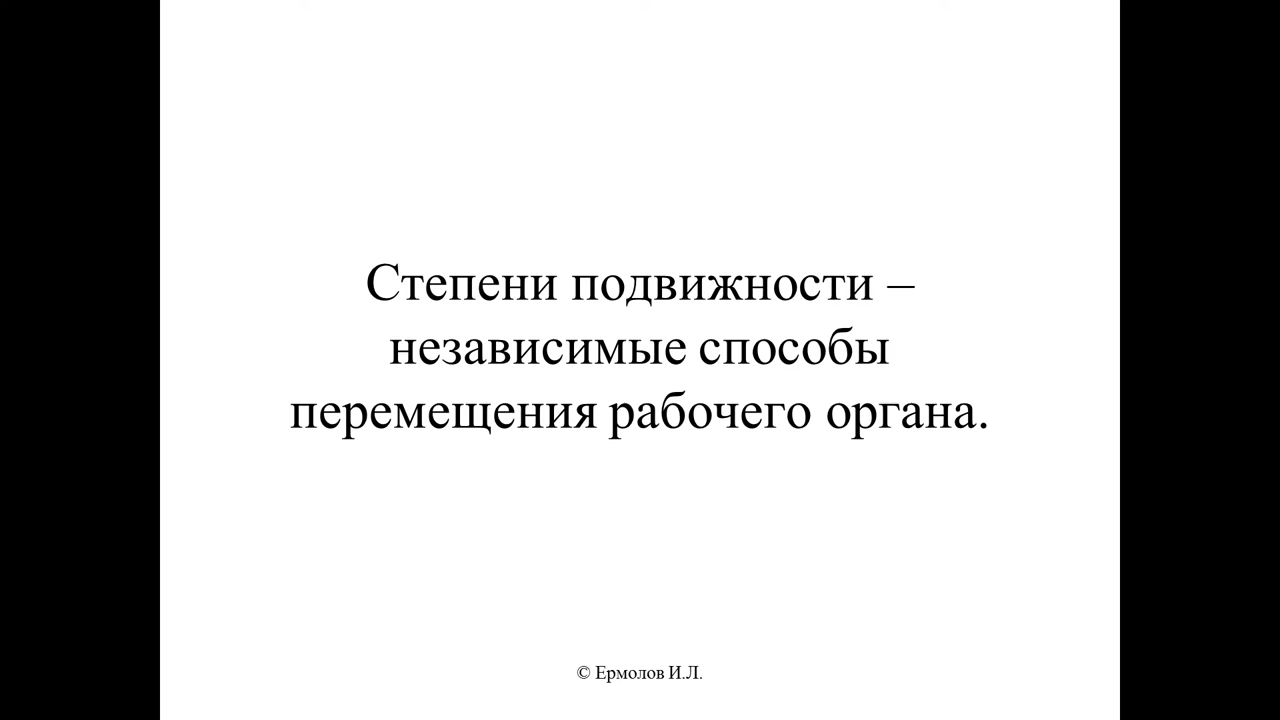 Степени подвижности –
независимые способы
перемещения рабочего органа.
© Ермолов И.Л.